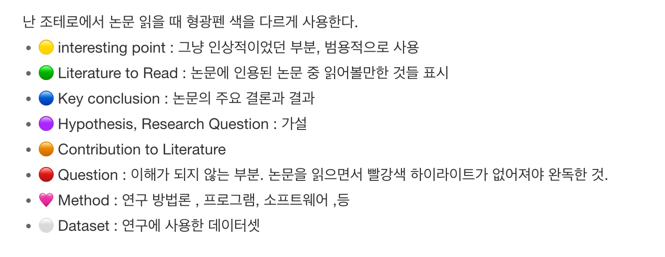 난 조테로에서 논문 읽을 때 형광펜 색을 다르게 사용한다.
• 🟡 interesting point : 그냥 인상적이었던 부분, 범용적으로 사용
• 🟢 Literature to Read : 논문에 인용된 논문 중 읽어볼만한 것들 표시
• 🔵 Key conclusion : 논문의 주요 결론과 결과
• 🟣 Hypothesis, Research Question : 가설
• 🟠 Contribution to Literature
• 🔴 Question : 이해가 되지 않는 부분. 논문을 읽으면서 빨강색 하이라이트가 없어져야 완독한 것.
• 💗 Method : 연구 방법론 , 프로그램, 소프트웨어 ,등
• ⚪ Dataset : 연구에 사용한 데이터셋